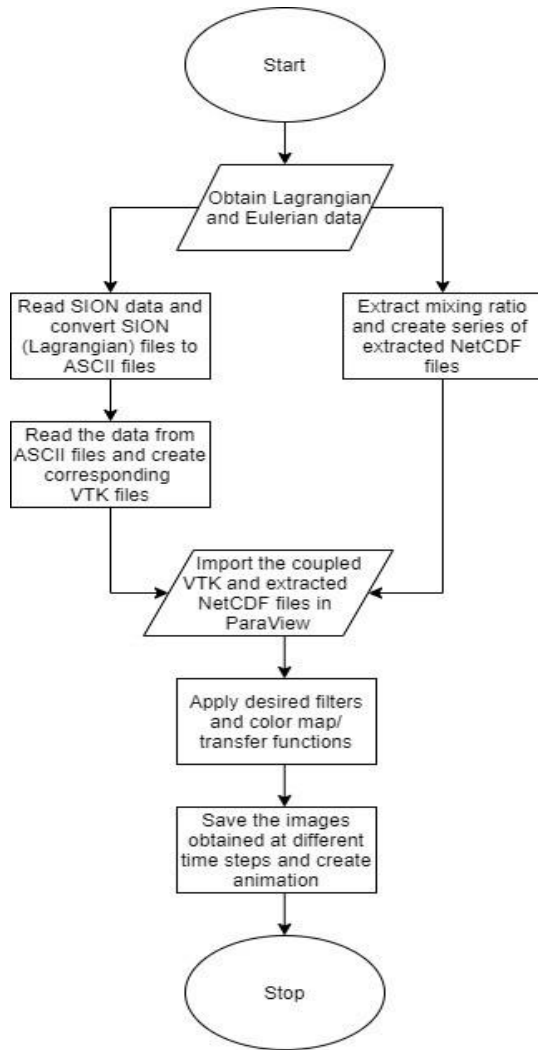 Start
Obtain Lagrangian
and Eulerian data
Read SION data and
convert SION
(Lagrangian) files to
ASCII files
Extract mixing ratio
and create series of
extracted NetCDF
files
Read the data from
ASCII files and create
corresponding
VTK files
Import the coupled
VTK and extracted
NetCDF files in
ParaView
Apply desired filters
and color map/
transfer functions
Save the images
obtained at different
time steps and create
animation
Stop